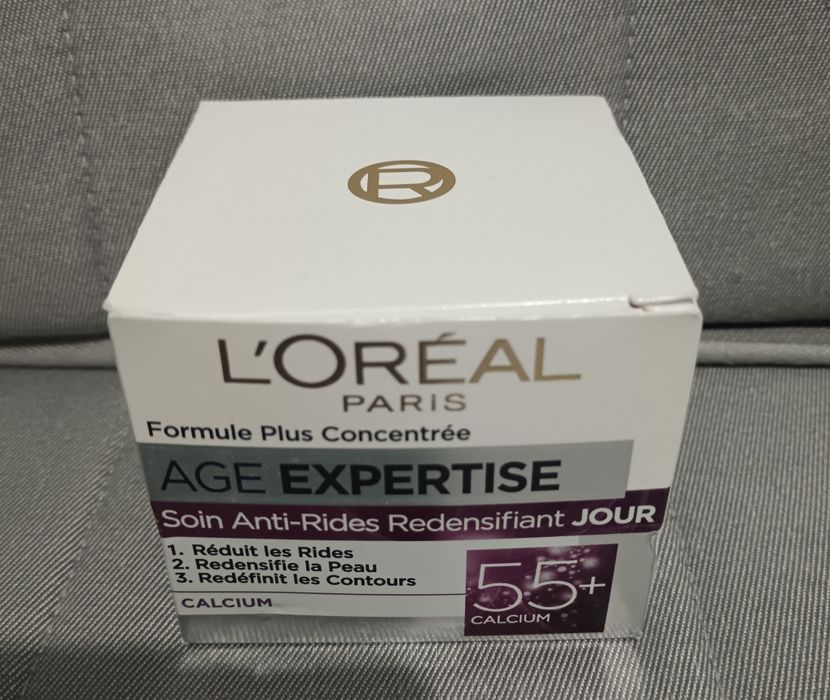 L'ORÉAL
PARIS
Formule Plus Concentrée
AGE EXPERTISE
Soin Anti-Rides Redensifiant JOUR
1. Réduit les Rides
2. Redensifie la Peau
3. Redéfinit les Contours
CALCIUM
55+
CALCIUM